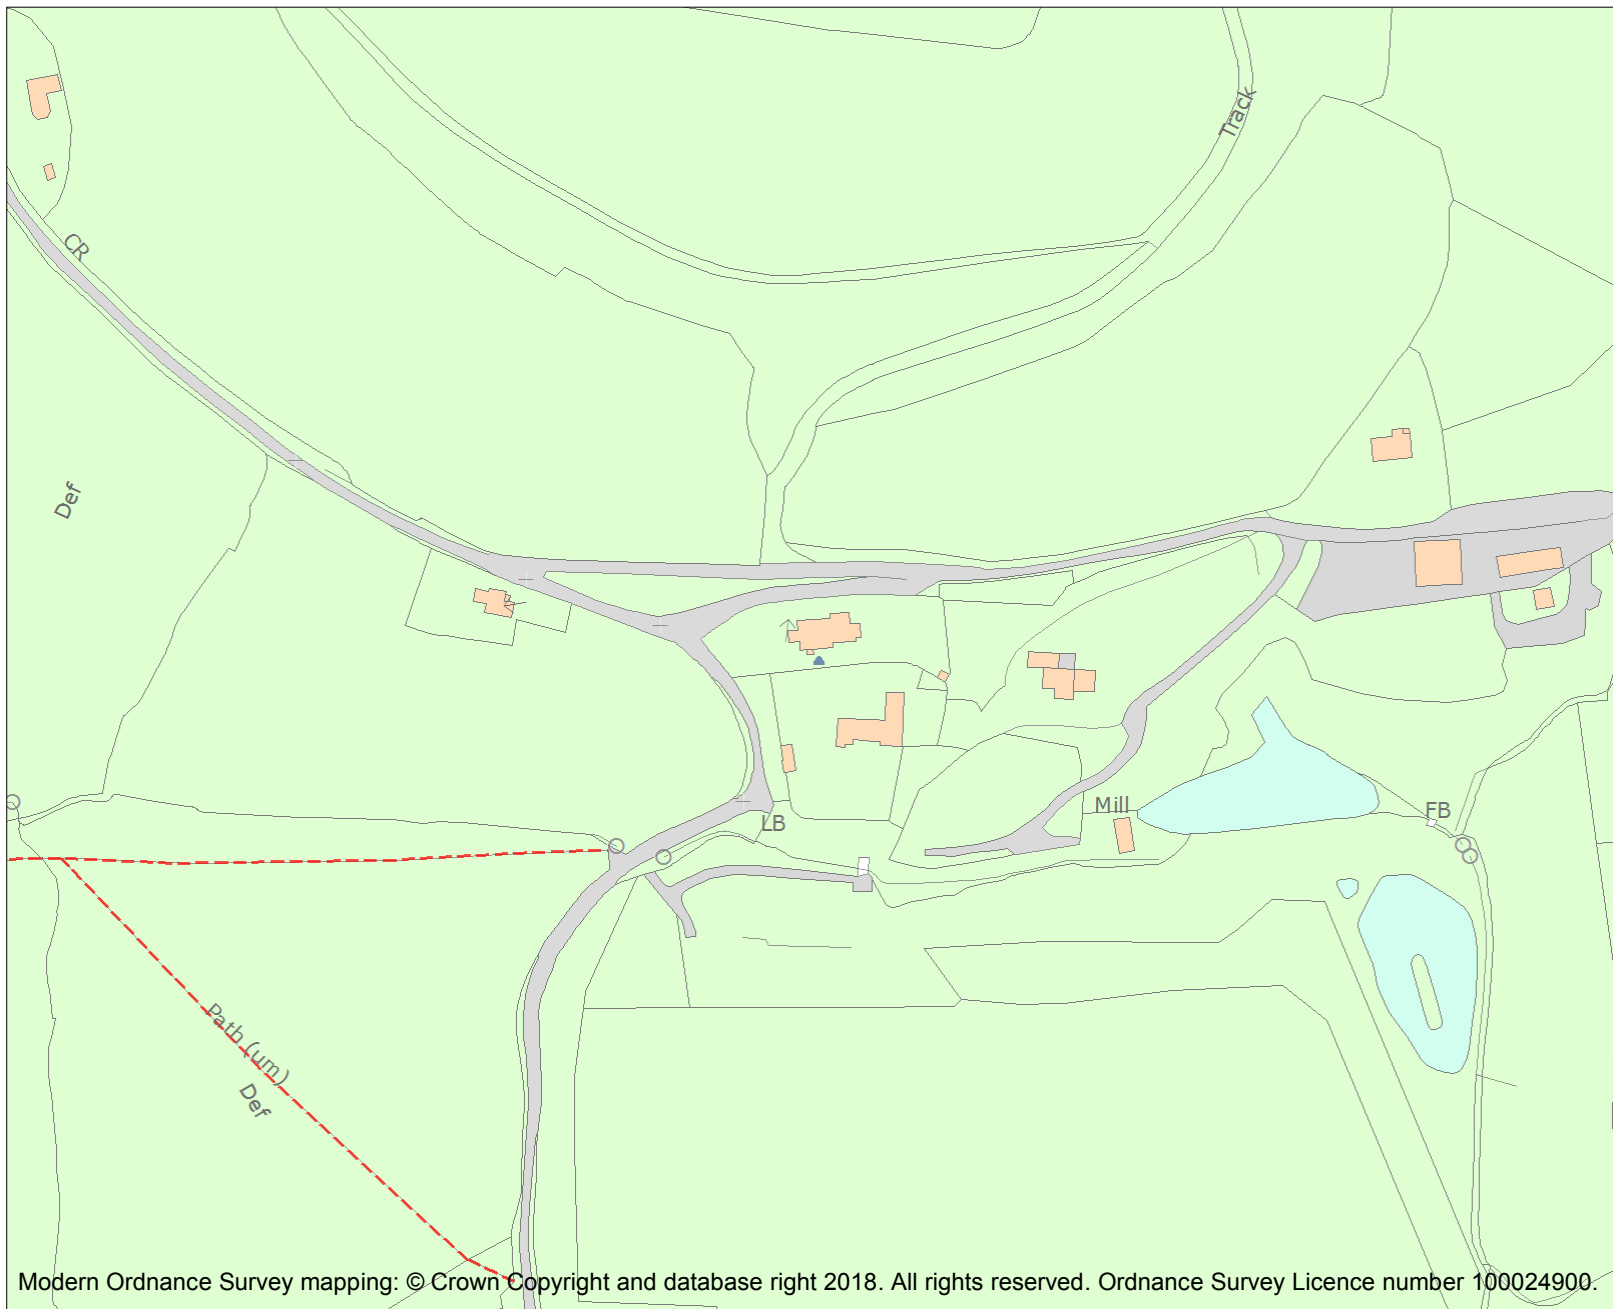 Track
CR
Def
Mill
FB
LB
Path (um)
Def
Modern Ordnance Survey mapping: © Crown Copyright and database right 2018. All rights reserved. Ordnance Survey Licence number 100024900.